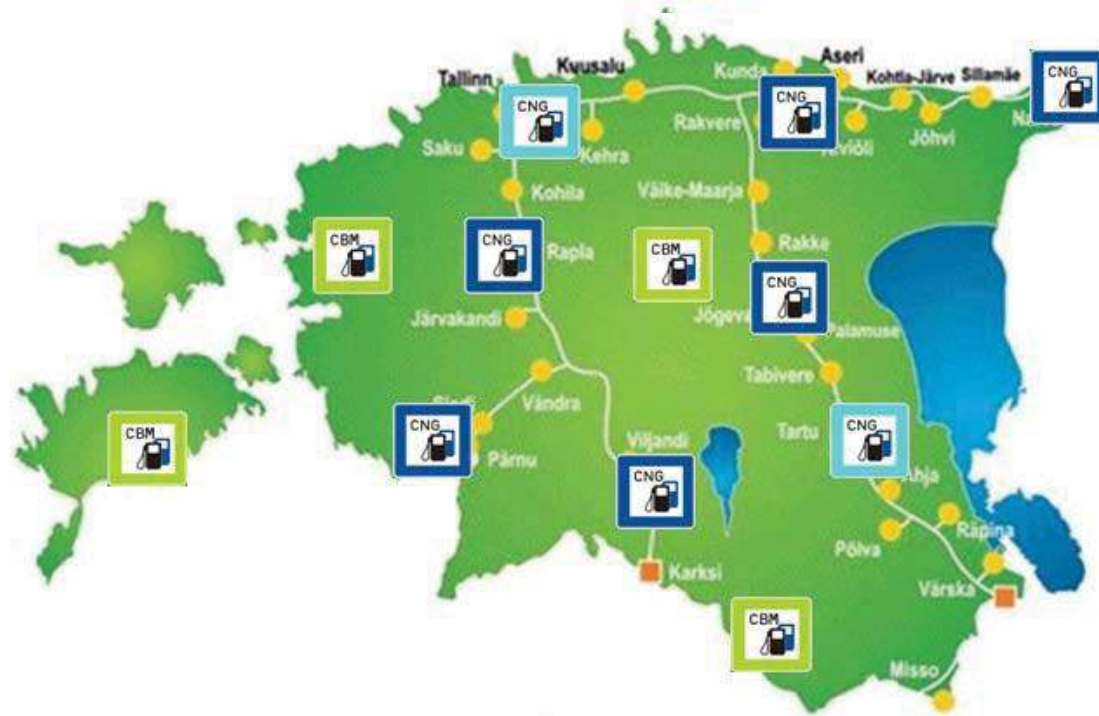 Aseri
Kuusalu
Kunda
Kohtla-Järve
Sillamäe
Tallinn
CNG
CNG
CNG
Rakvere
Jõhvi
Saku
Kehra
Kohila
Väike-Maarja
CBM
CNG
Rapla
CBM
Rakke
CNG
Järvakandi
Palamuse
Tabivere
Vändra
CBM
CNG
Tartu
CNG
Viljandi
Pärnu
CNG
Ahja
Räpina
Põlva
Karksi
Värska
CBM
Misso